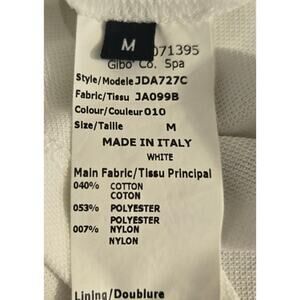 M
071395
Gibo Co. Spa
Style/Modele JDA727C
Fabric/Tissu JA099B
Colour/Couleur 010
Size/Taille M
MADE IN ITALY
WHITE
Main Fabric/Tissu Principal
040% COTTON
COTON
053% POLYESTER
POLYESTER
007% NYLON
NYLON
Lining/Doublure